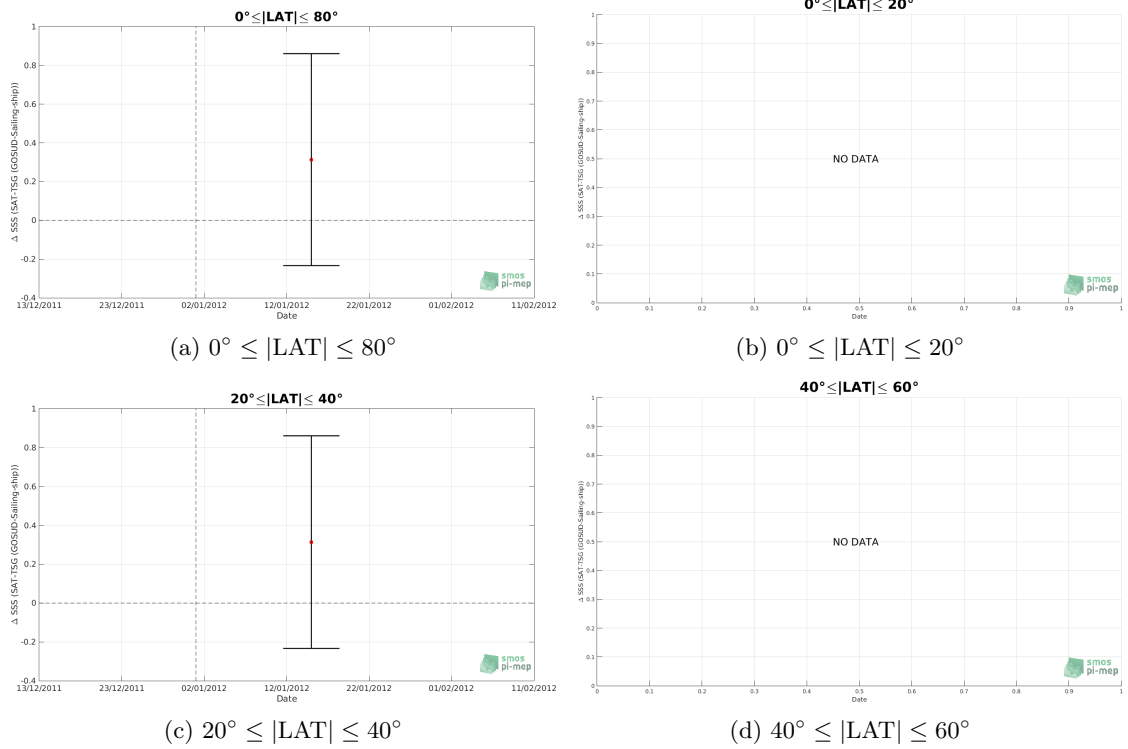 0°≤|LAT|≤ 80°
1
0.8
0.6
0.4
0.2
0
-0.2
-0.4
Δ SSS (SAT-TSG (GOSUD-Sailing-ship))
13/12/2011 23/12/2011 02/01/2012 12/01/2012 22/01/2012 01/02/2012 11/02/2012
Date
smos
pi-mep
(a) 0° ≤ |LAT| ≤ 80°
0°≤|LAT|≤ 20°
1
0.9
0.8
0.7
0.6
0.5
0.4
0.3
0.2
0.1
0
Δ SSS (SAT-TSG (GOSUD-Sailing-ship))
NO DATA
0 0.1 0.2 0.3 0.4 0.5 0.6 0.7 0.8 0.9 1
Date
smos
pi-mep
(b) 0° ≤ |LAT| ≤ 20°
20°≤|LAT|≤ 40°
1
0.8
0.6
0.4
0.2
0
-0.2
-0.4
Δ SSS (SAT-TSG (GOSUD-Sailing-ship))
13/12/2011 23/12/2011 02/01/2012 12/01/2012 22/01/2012 01/02/2012 11/02/2012
Date
smos
pi-mep
(c) 20° ≤ |LAT| ≤ 40°
40°≤|LAT|≤ 60°
1
0.9
0.8
0.7
0.6
0.5
0.4
0.3
0.2
0.1
0
Δ SSS (SAT-TSG (GOSUD-Sailing-ship))
NO DATA
0 0.1 0.2 0.3 0.4 0.5 0.6 0.7 0.8 0.9 1
Date
smos
pi-mep
(d) 40° ≤ |LAT| ≤ 60°